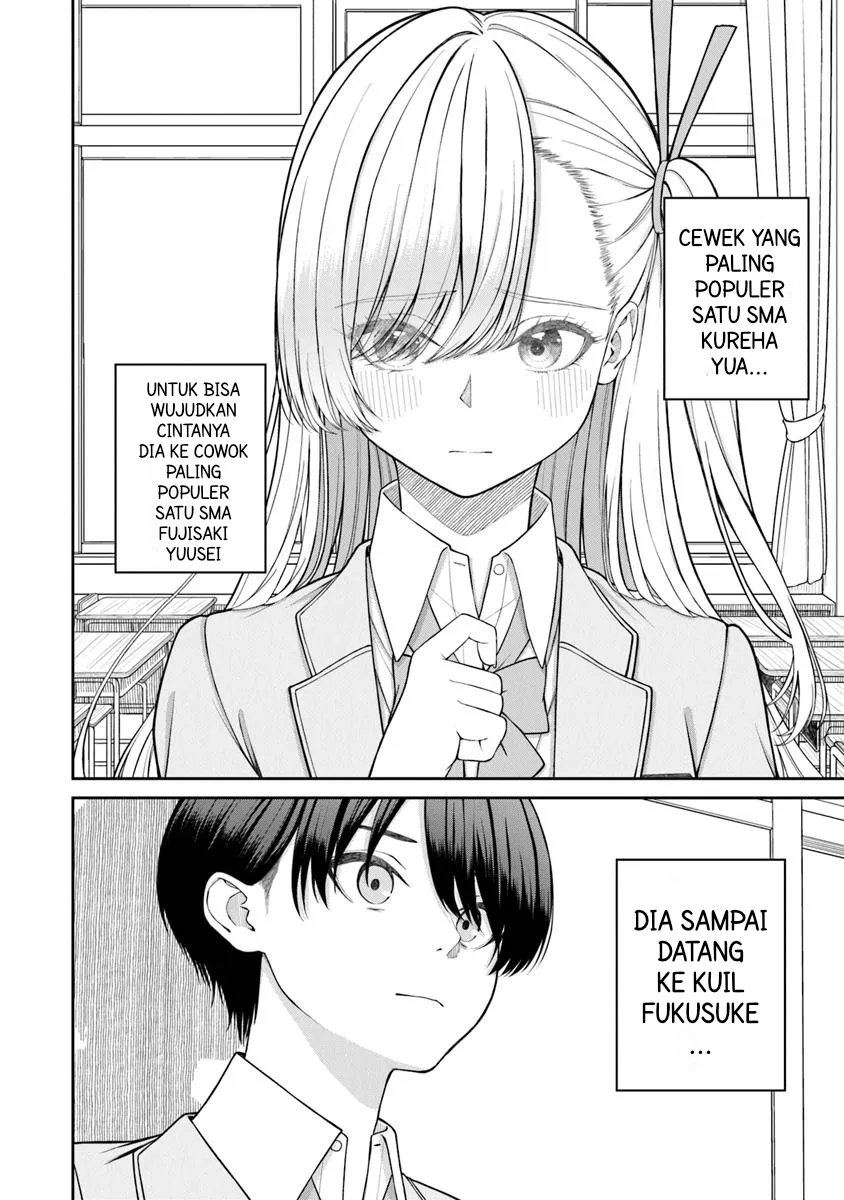 CEWEK YANG
PALING
POPULER
SATU SMA
KUREHA
YUA...
UNTUK BISA
WUJUDKAN
CINTANYA
DIA KE COWOK
PALING
POPULER
SATU SMA
FUJISAKI
YUUSEI
DIA SAMPAI
DATANG
KE KUIL
FUKUSUKE
...